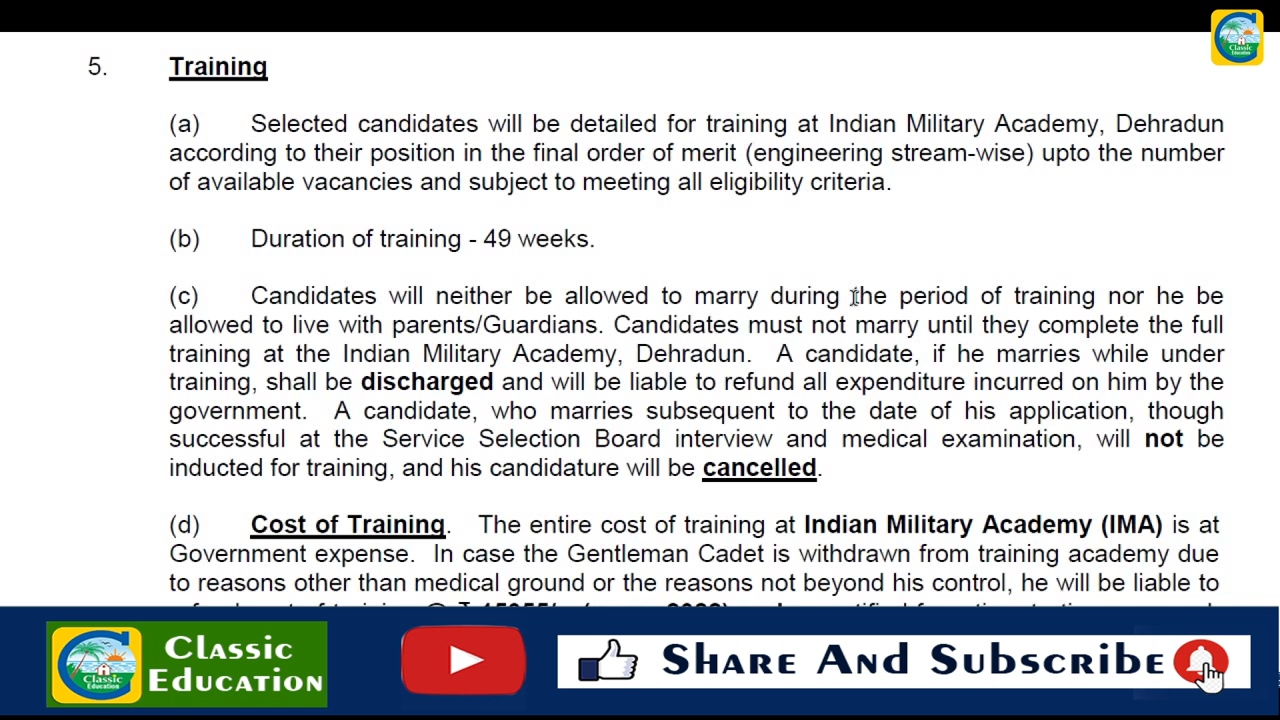 Classic
Education
5. Training
(a) Selected candidates will be detailed for training at Indian Military Academy, Dehradun
according to their position in the final order of merit (engineering stream-wise) upto the number
of available vacancies and subject to meeting all eligibility criteria.
(b) Duration of training - 49 weeks.
(c) Candidates will neither be allowed to marry during the period of training nor he be
allowed to live with parents/Guardians. Candidates must not marry until they complete the full
training at the Indian Military Academy, Dehradun. A candidate, if he marries while under
training, shall be discharged and will be liable to refund all expenditure incurred on him by the
government. A candidate, who marries subsequent to the date of his application, though
successful at the Service Selection Board interview and medical examination, will not be
inducted for training, and his candidature will be cancelled.
(d) Cost of Training. The entire cost of training at Indian Military Academy (IMA) is at
Government expense. In case the Gentleman Cadet is withdrawn from training academy due
to reasons other than medical ground or the reasons not beyond his control, he will be liable to
Classic
Education
Classic
Education
Share And Subscribe